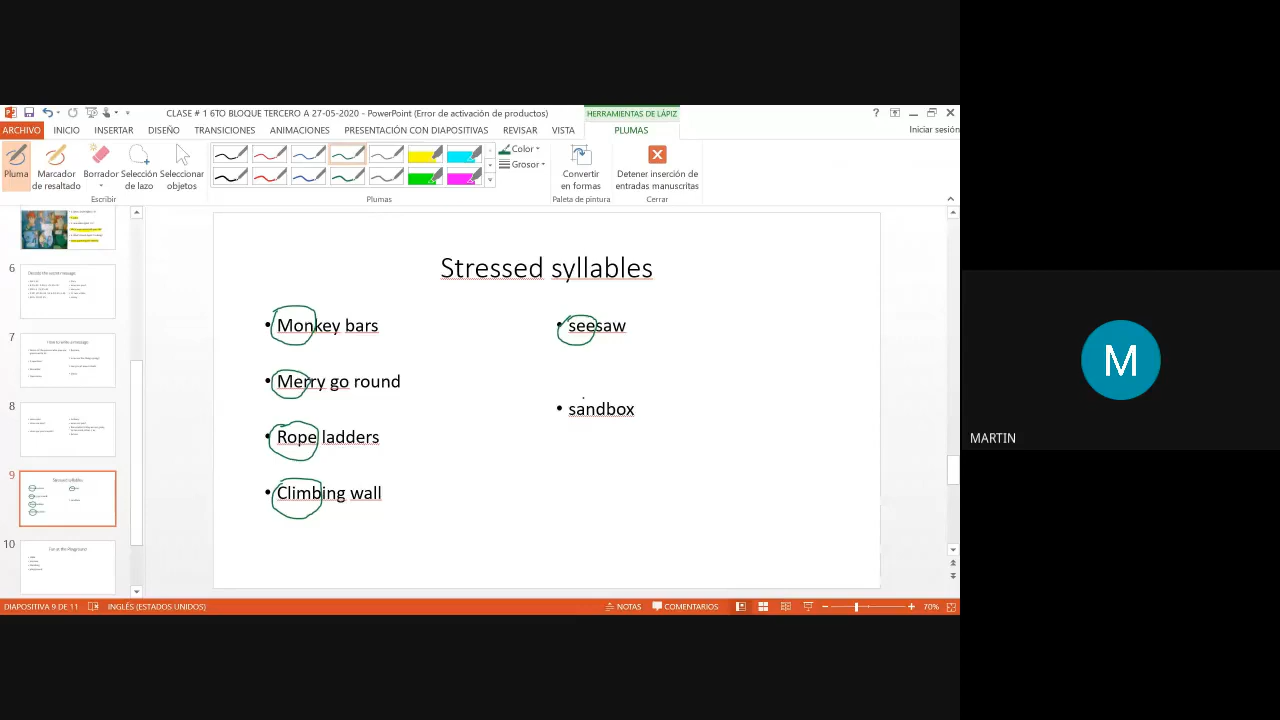 CLASE # 1 6TO BLOQUE TERCERO A 27-05-2020 - PowerPoint (Error de activación de productos)
HERRAMIENTAS DE LÁPIZ
ARCHIVO INICIO INSERTAR DISEÑO TRANSICIONES ANIMACIONES PRESENTACIÓN CON DIAPOSITIVAS REVISAR VISTA PLUMAS Iniciar sesión
Pluma
Marcador de resaltado
Borrador
Selección de lazo
Seleccionar objetos
Escribir
Plumas
Color
Grosor
Convertir en formas
Paleta de pintura
Detener inserción de entradas manuscritas
Cerrar
6
7
8
9
10
Stressed syllables
• Monkey bars
• Merry go round
• Rope ladders
• Climbing wall
• seesaw
• sandbox
M
MARTIN
DIAPOSITIVA 9 DE 11 INGLÉS (ESTADOS UNIDOS) NOTAS COMENTARIOS 70%